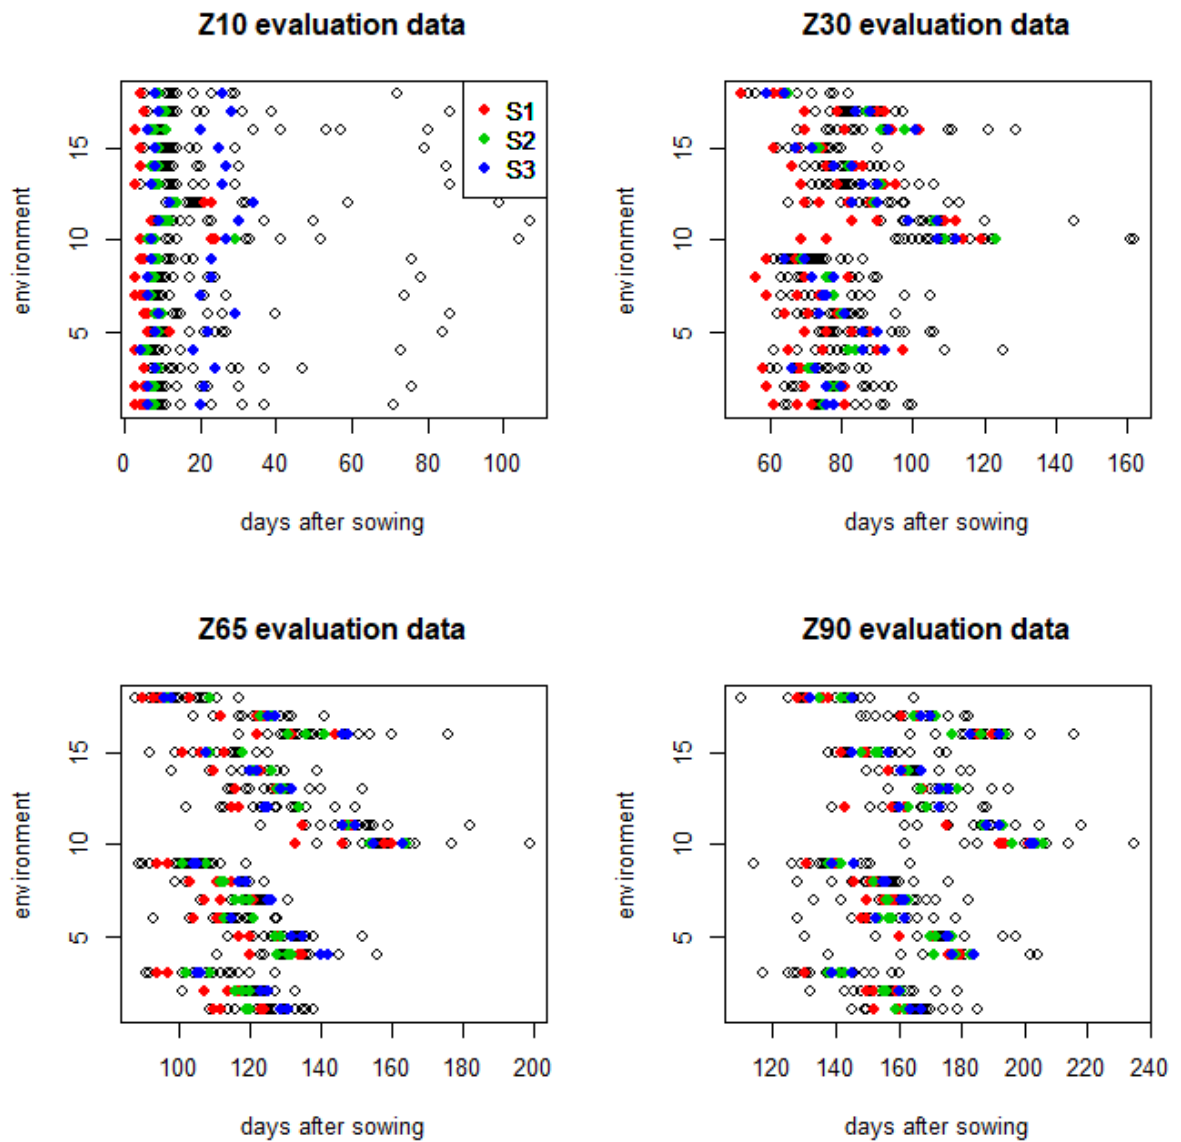 Z10 evaluation data
S1
S2
S3
environment
5 10 15
0 20 40 60 80 100
days after sowing
Z30 evaluation data
environment
5 10 15
60 80 100 120 140 160
days after sowing
Z65 evaluation data
environment
5 10 15
100 120 140 160 180 200
days after sowing
Z90 evaluation data
environment
5 10 15
120 140 160 180 200 220 240
days after sowing